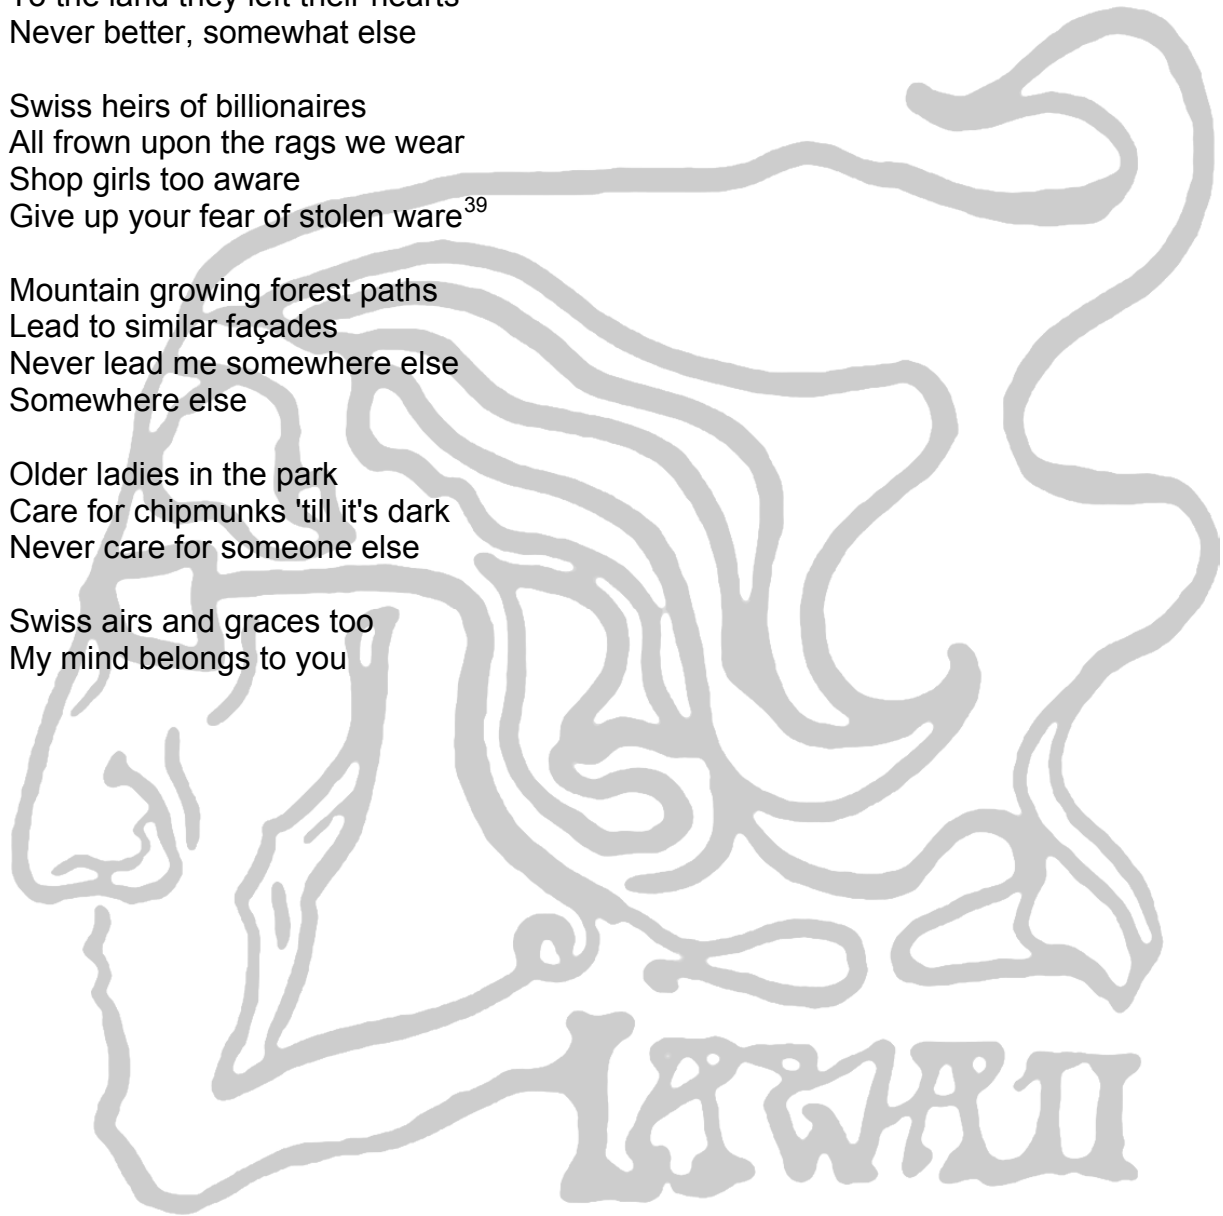 To the land they left their hearts
Never better, somewhat else
Swiss heirs of billionaires
All frown upon the rags we wear
Shop girls too aware
Give up your fear of stolen ware39
Mountain growing forest paths
Lead to similar façades
Never lead me somewhere else
Somewhere else
Older ladies in the park
Care for chipmunks 'till it's dark
Never care for someone else
Swiss airs and graces too
My mind belongs to you